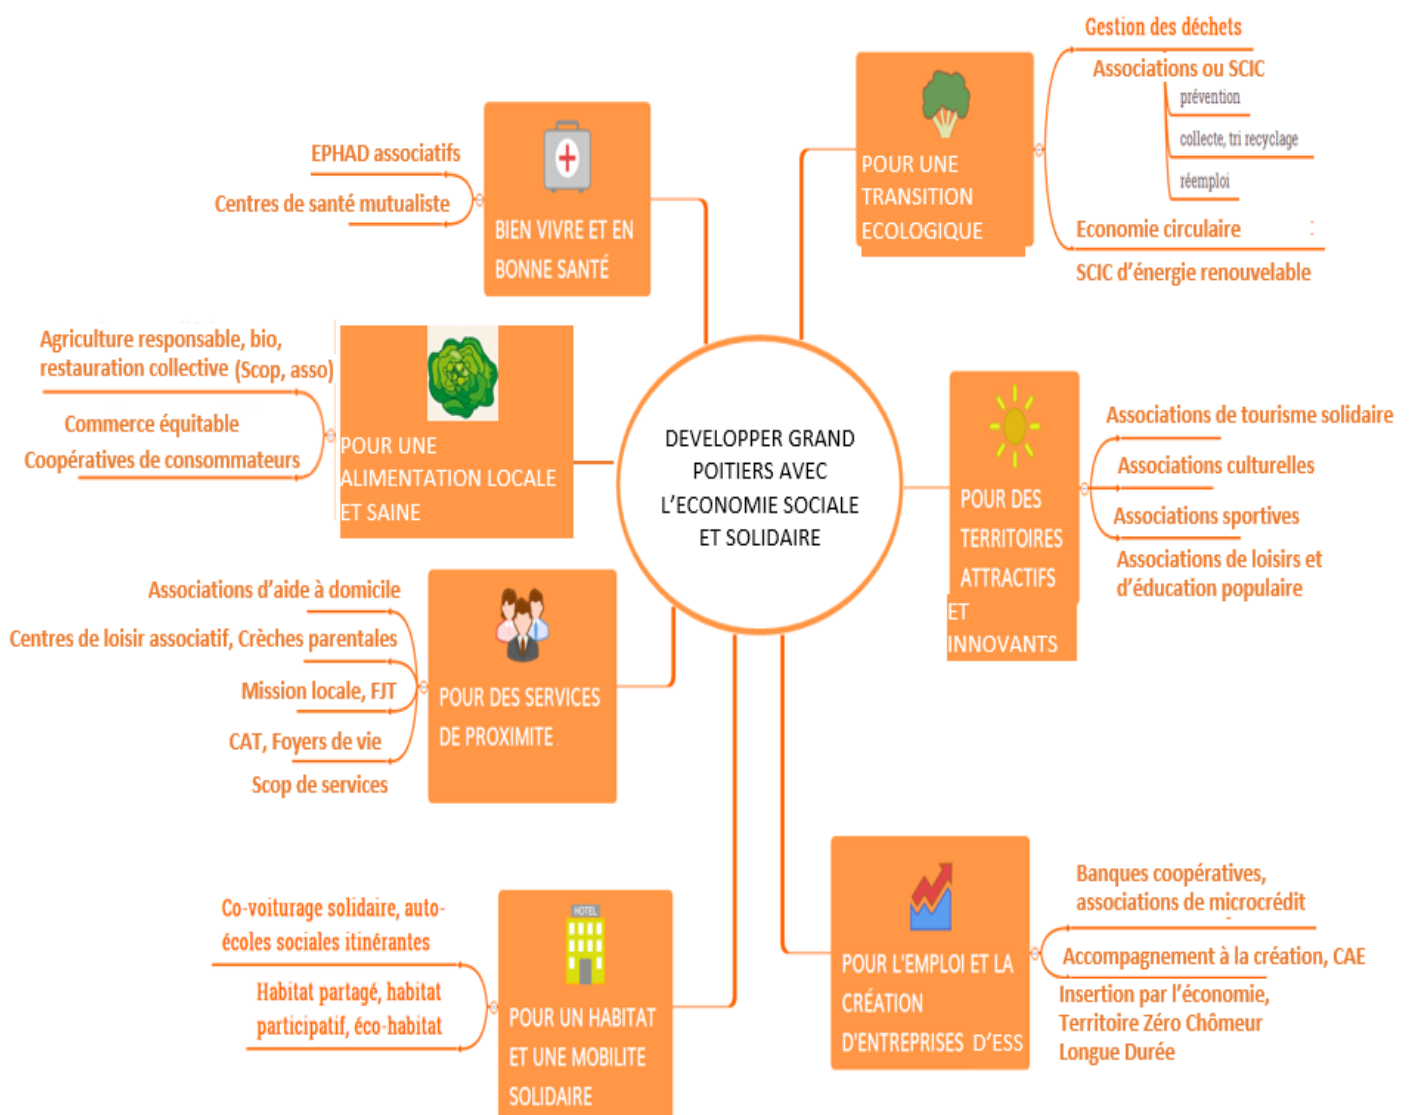 DEVELOPPER GRAND
POITIERS AVEC
L’ECONOMIE SOCIALE
ET SOLIDAIRE
BIEN VIVRE ET EN
BONNE SANTÉ
EPHAD associatifs
Centres de santé mutualiste
POUR UNE
ALIMENTATION LOCALE
ET SAINE
Agriculture responsable, bio,
restauration collective (Scop, asso)
Commerce équitable
Coopératives de consommateurs
POUR DES SERVICES
DE PROXIMITE
Associations d’aide à domicile
Centres de loisir associatif, Crèches parentales
Mission locale, FJT
CAT, Foyers de vie
Scop de services
HOTEL
POUR UN HABITAT
ET UNE MOBILITE
SOLIDAIRE
Co-voiturage solidaire, auto-
écoles sociales itinérantes
Habitat partagé, habitat
participatif, éco-habitat
POUR UNE
TRANSITION
ECOLOGIQUE
Gestion des déchets
Associations ou SCIC
prévention
collecte, tri recyclage
réemploi
Economie circulaire
SCIC d’énergie renouvelable
POUR DES
TERRITOIRES
ATTRACTIFS
ET
INNOVANTS
Associations de tourisme solidaire
Associations culturelles
Associations sportives
Associations de loisirs et
d’éducation populaire
POUR L'EMPLOI ET LA
CRÉATION
D'ENTREPRISES D’ESS
Banques coopératives,
associations de microcrédit
Accompagnement à la création, CAE
Insertion par l’économie,
Territoire Zéro Chômeur
Longue Durée